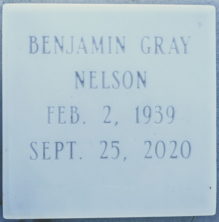 BENJAMIN GRAY
NELSON
FEB. 2, 1939
SEPT. 25, 2020